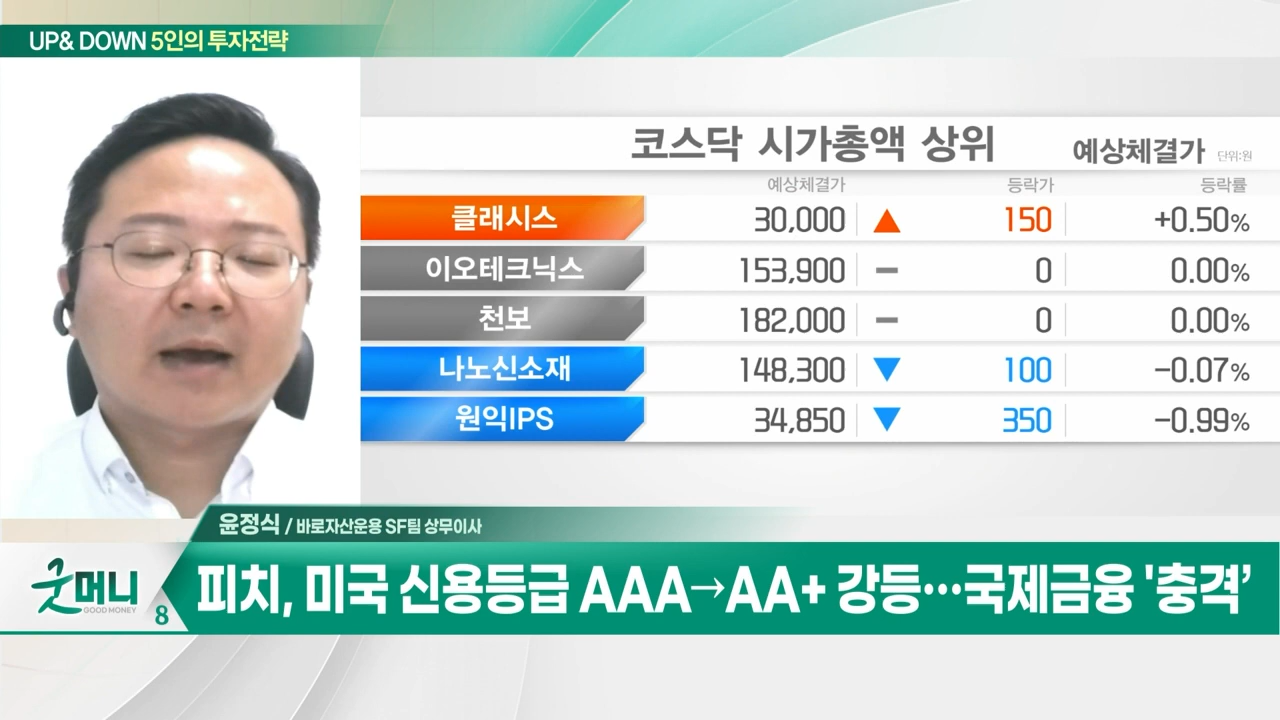 UP& DOWN 5인의 투자전략
코스닥 시가총액 상위 예상체결가 단위:원
예상체결가 등락가 등락률
클래시스 30,000 ▲ 150 +0.50%
이오테크닉스 153,900 － 0 0.00%
천보 182,000 － 0 0.00%
나노신소재 148,300 ▼ 100 -0.07%
원익IPS 34,850 ▼ 350 -0.99%
윤정식 / 바로자산운용 SF팀 상무이사
굿머니
GOOD MONEY
8
피치, 미국 신용등급 AAA→AA+ 강등…국제금융 '충격'